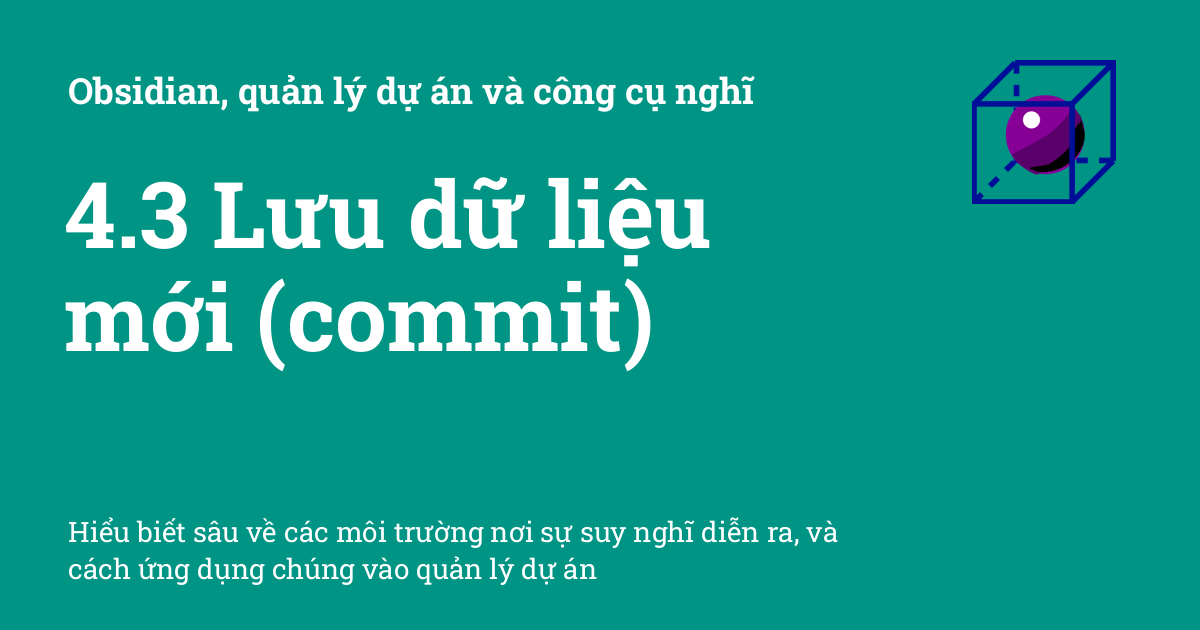 Obsidian, quản lý dự án và công cụ nghĩ
4.3 Lưu dữ liệu
mới (commit)
Hiểu biết sâu về các môi trường nơi sự suy nghĩ diễn ra, và
cách ứng dụng chúng vào quản lý dự án